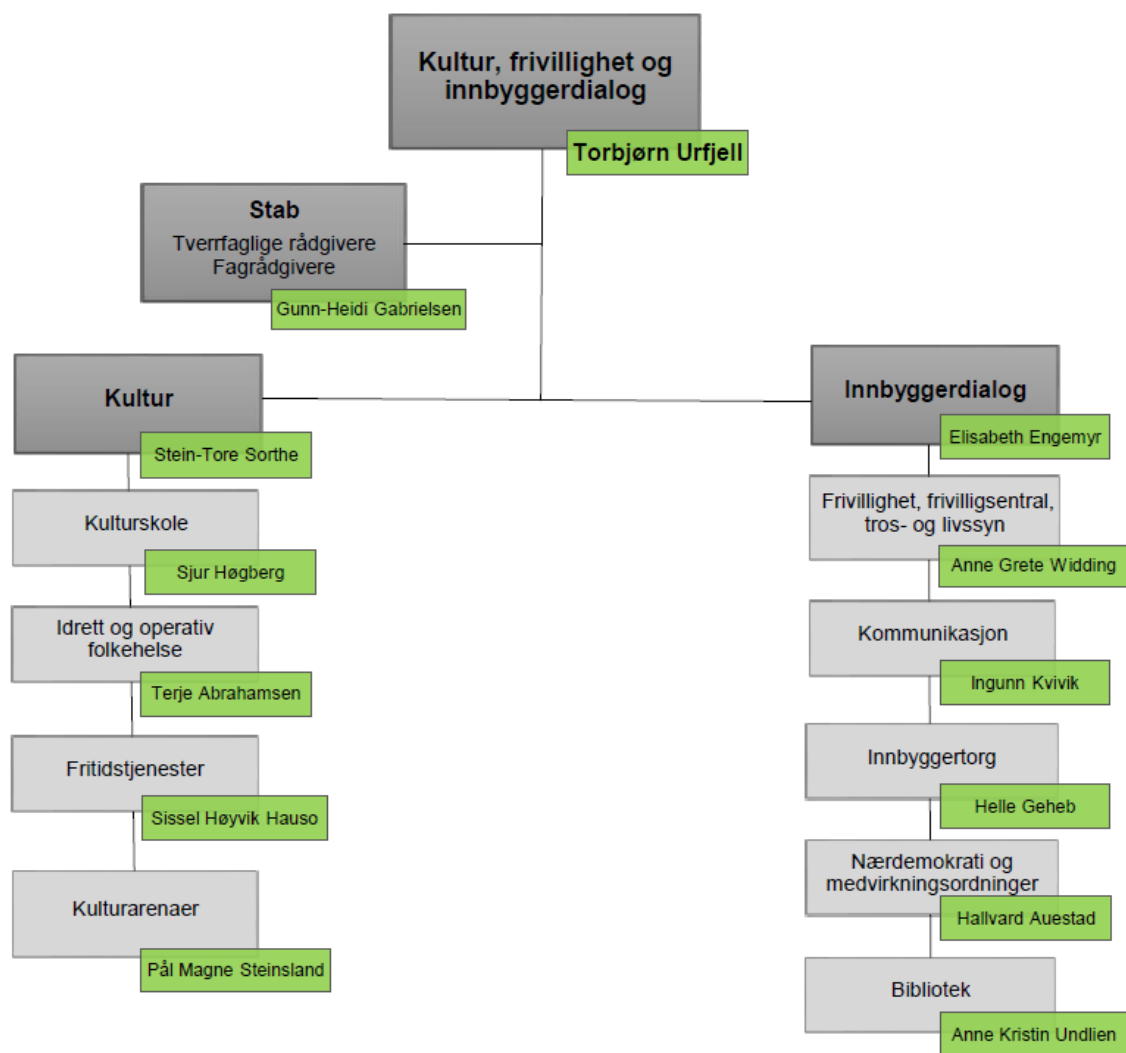 Kultur, frivillighet og
innbyggerdialog
Torbjørn Urfjell
Stab
Tverrfaglige rådgivere
Fagrådgivere
Gunn-Heidi Gabrielsen
Kultur
Stein-Tore Sorthe
Kulturskole
Sjur Høgberg
Idrett og operativ
folkehelse
Terje Abrahamsen
Fritidstjenester
Sissel Høyvik Hauso
Kulturarenaer
Pål Magne Steinsland
Innbyggerdialog
Elisabeth Engemyr
Frivillighet, frivilligsentral,
tros- og livssyn
Anne Grete Widding
Kommunikasjon
Ingunn Kvivik
Innbyggertorg
Helle Geheb
Nærdemokrati og
medvirkningsordninger
Hallvard Auestad
Bibliotek
Anne Kristin Undlien